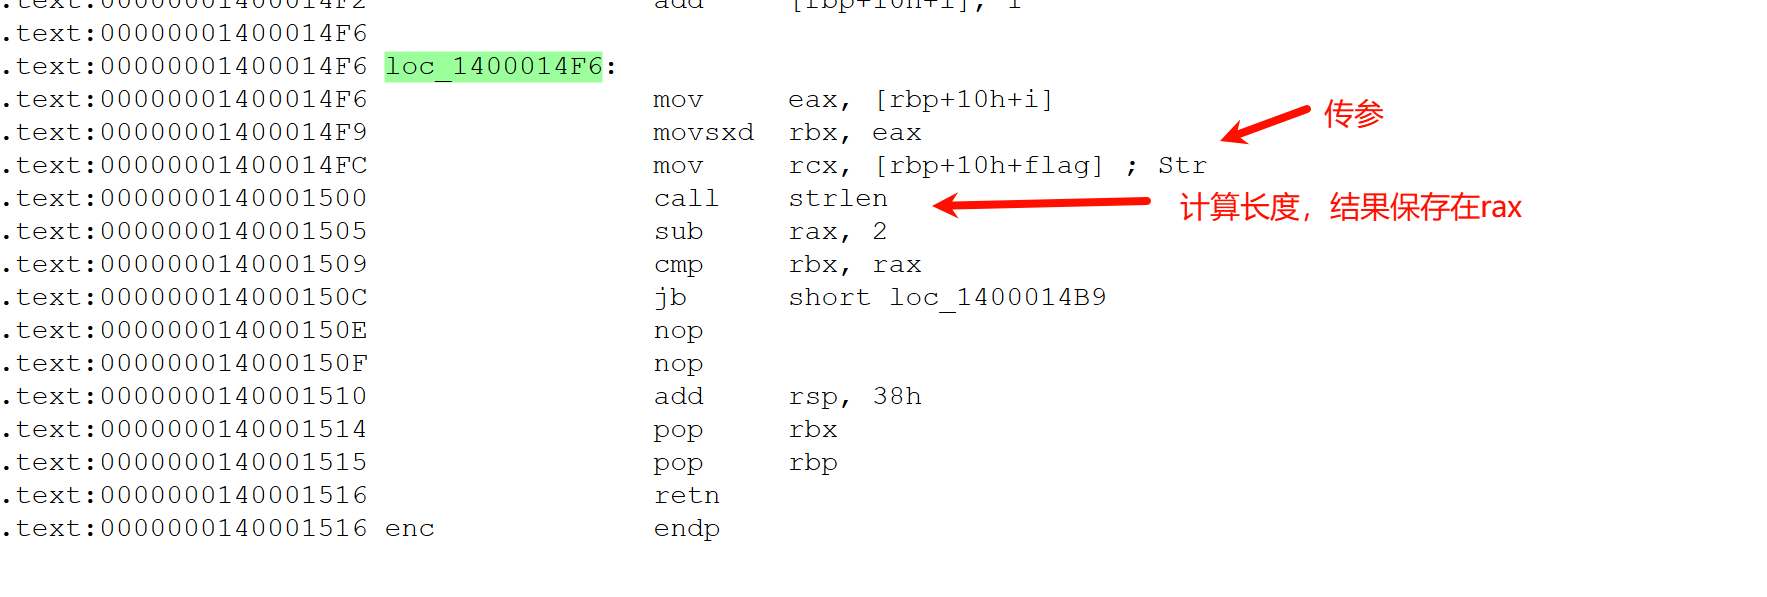 .text:00000001400014F2 add [rbp+10h+i], 1
.text:00000001400014F6
.text:00000001400014F6 loc_1400014F6:
.text:00000001400014F6 mov eax, [rbp+10h+i]
.text:00000001400014F9 movsxd rbx, eax
传参
.text:00000001400014FC mov rcx, [rbp+10h+flag] ; Str
.text:0000000140001500 call strlen
计算长度，结果保存在rax
.text:0000000140001505 sub rax, 2
.text:0000000140001509 cmp rbx, rax
.text:000000014000150C jb short loc_1400014B9
.text:000000014000150E nop
.text:000000014000150F nop
.text:0000000140001510 add rsp, 38h
.text:0000000140001514 pop rbx
.text:0000000140001515 pop rbp
.text:0000000140001516 retn
.text:0000000140001516 enc endp